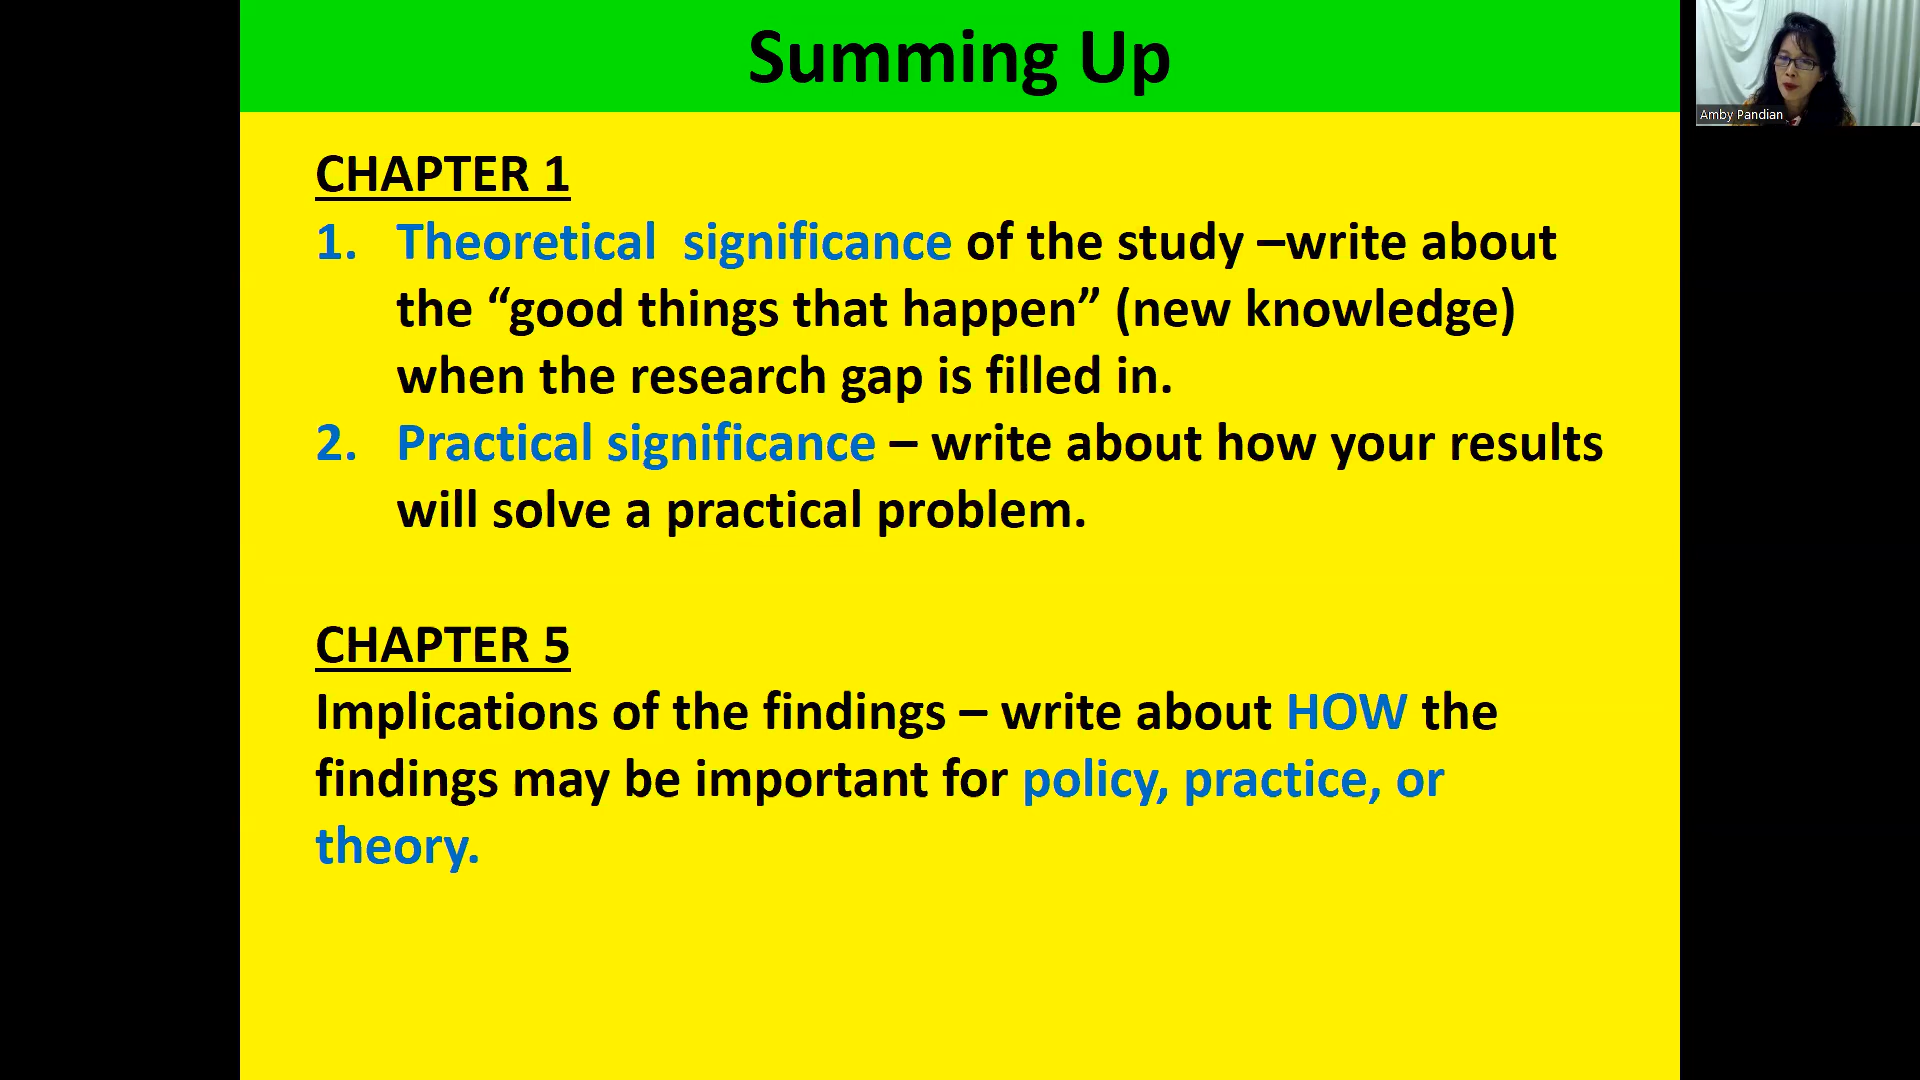 Summing Up
Amby Pandian
CHAPTER 1
1. Theoretical  significance of the study –write about
the “good things that happen” (new knowledge)
when the research gap is filled in.
2. Practical significance – write about how your results
will solve a practical problem.
CHAPTER 5
Implications of the findings – write about HOW the
findings may be important for policy, practice, or
theory.